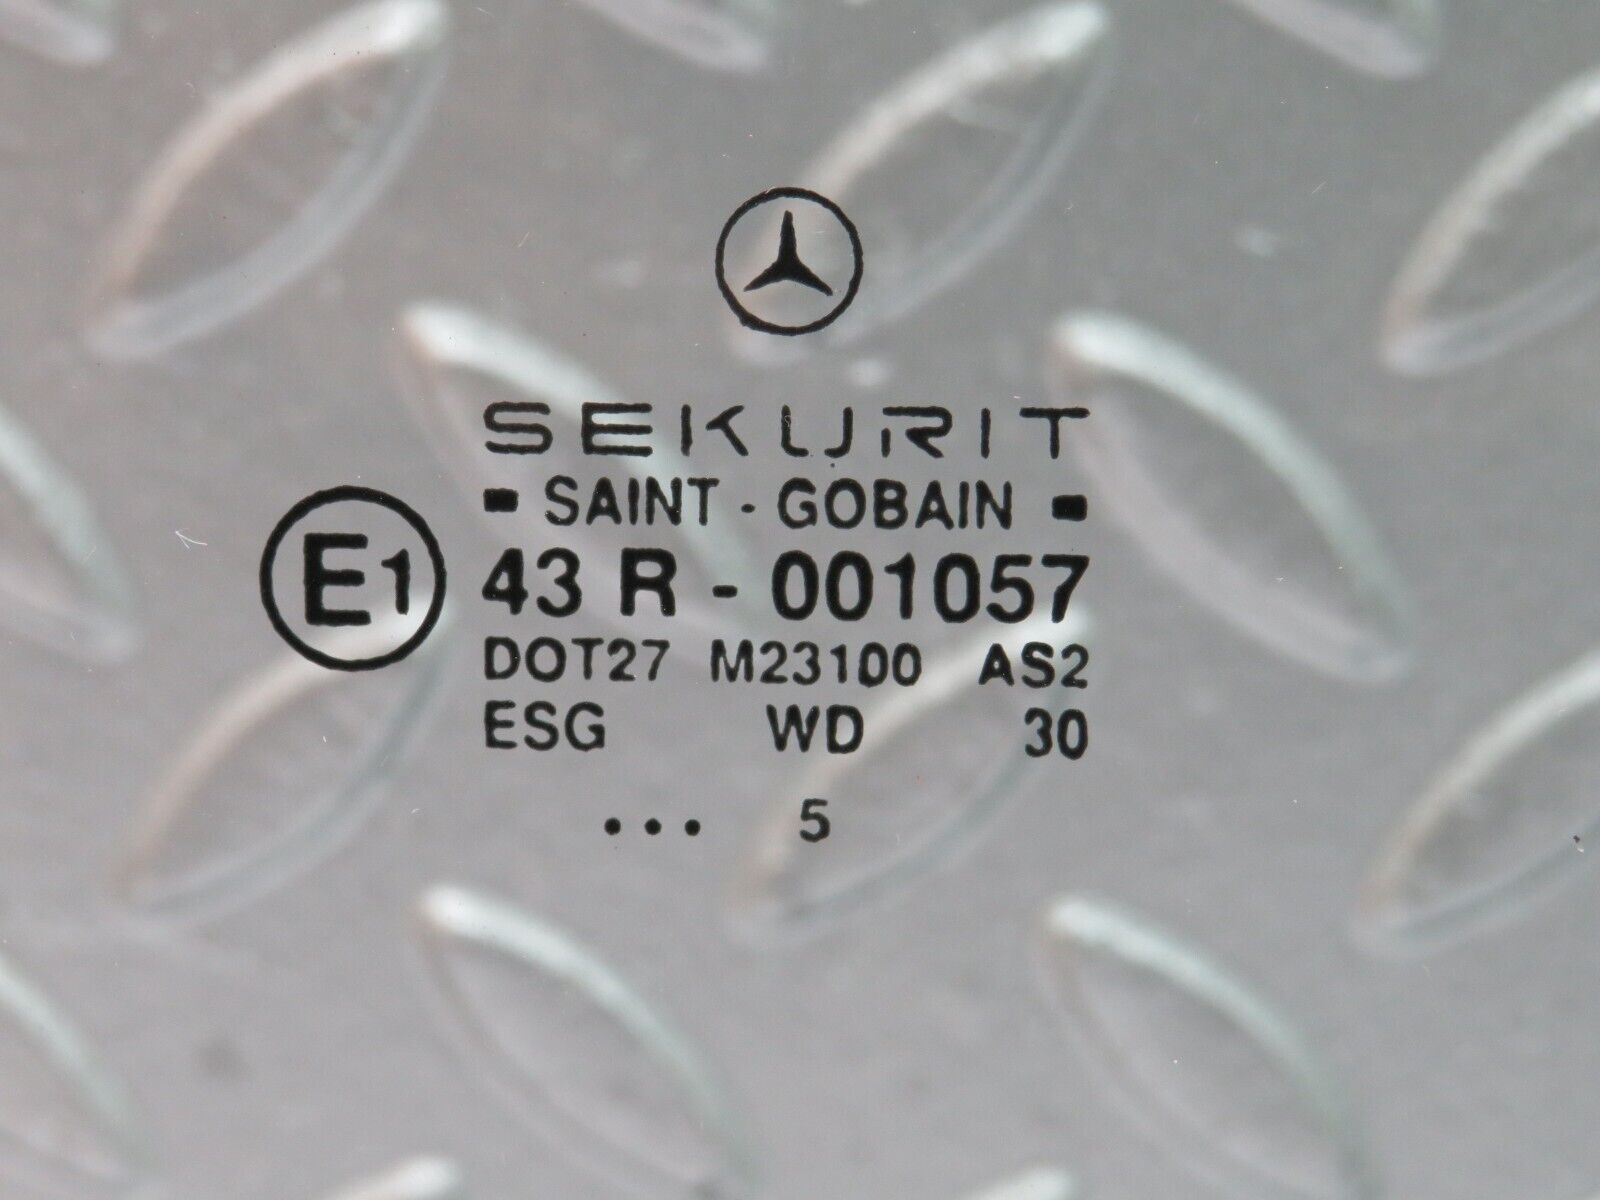 SEKURIT
▪ SAINT - GOBAIN ▪
E1 43 R - 001057
DOT27 M23100 AS2
ESG WD 30
... 5